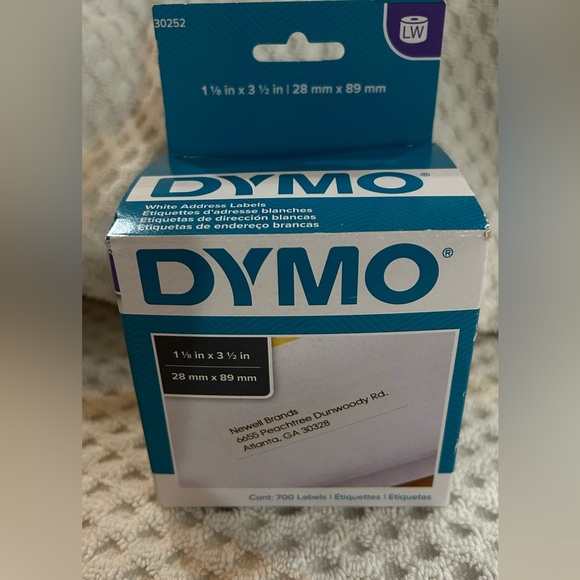 30252
LW
1 ⅛ in x 3 ½ in | 28 mm x 89 mm
DYMO®
White Address Labels
Étiquettes d'adresse blanches
Etiquetas de dirección blancas
Etiquetas de endereço brancas
DYMO®
1 ⅛ in x 3 ½ in
28 mm x 89 mm
Newell Brands
6655 Peachtree Dunwoody Rd.
Atlanta, GA 30328
Cont: 700 Labels | Étiquettes | Etiquetas